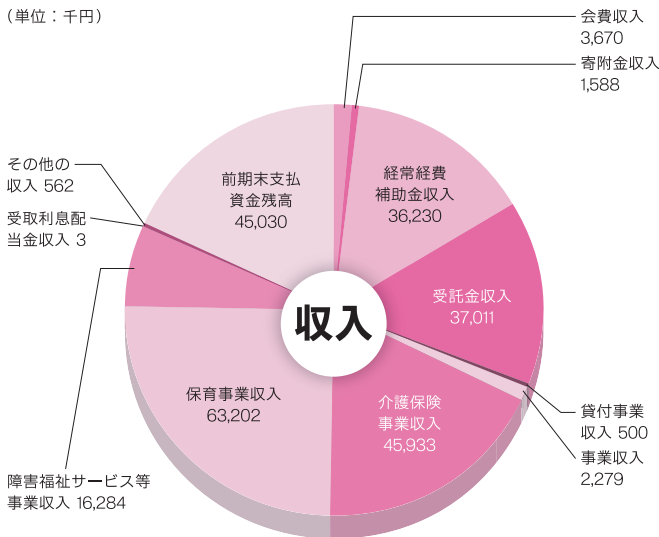 （単位：千円）
会費収入
3,670
寄附金収入
1,588
経常経費
補助金収入
36,230
受託金収入
37,011
貸付事業
収入 500
事業収入
2,279
介護保険
事業収入
45,933
保育事業収入
63,202
障害福祉サービス等
事業収入 16,284
受取利息配
当金収入 3
その他の
収入 562
前期末支払
資金残高
45,030
収入